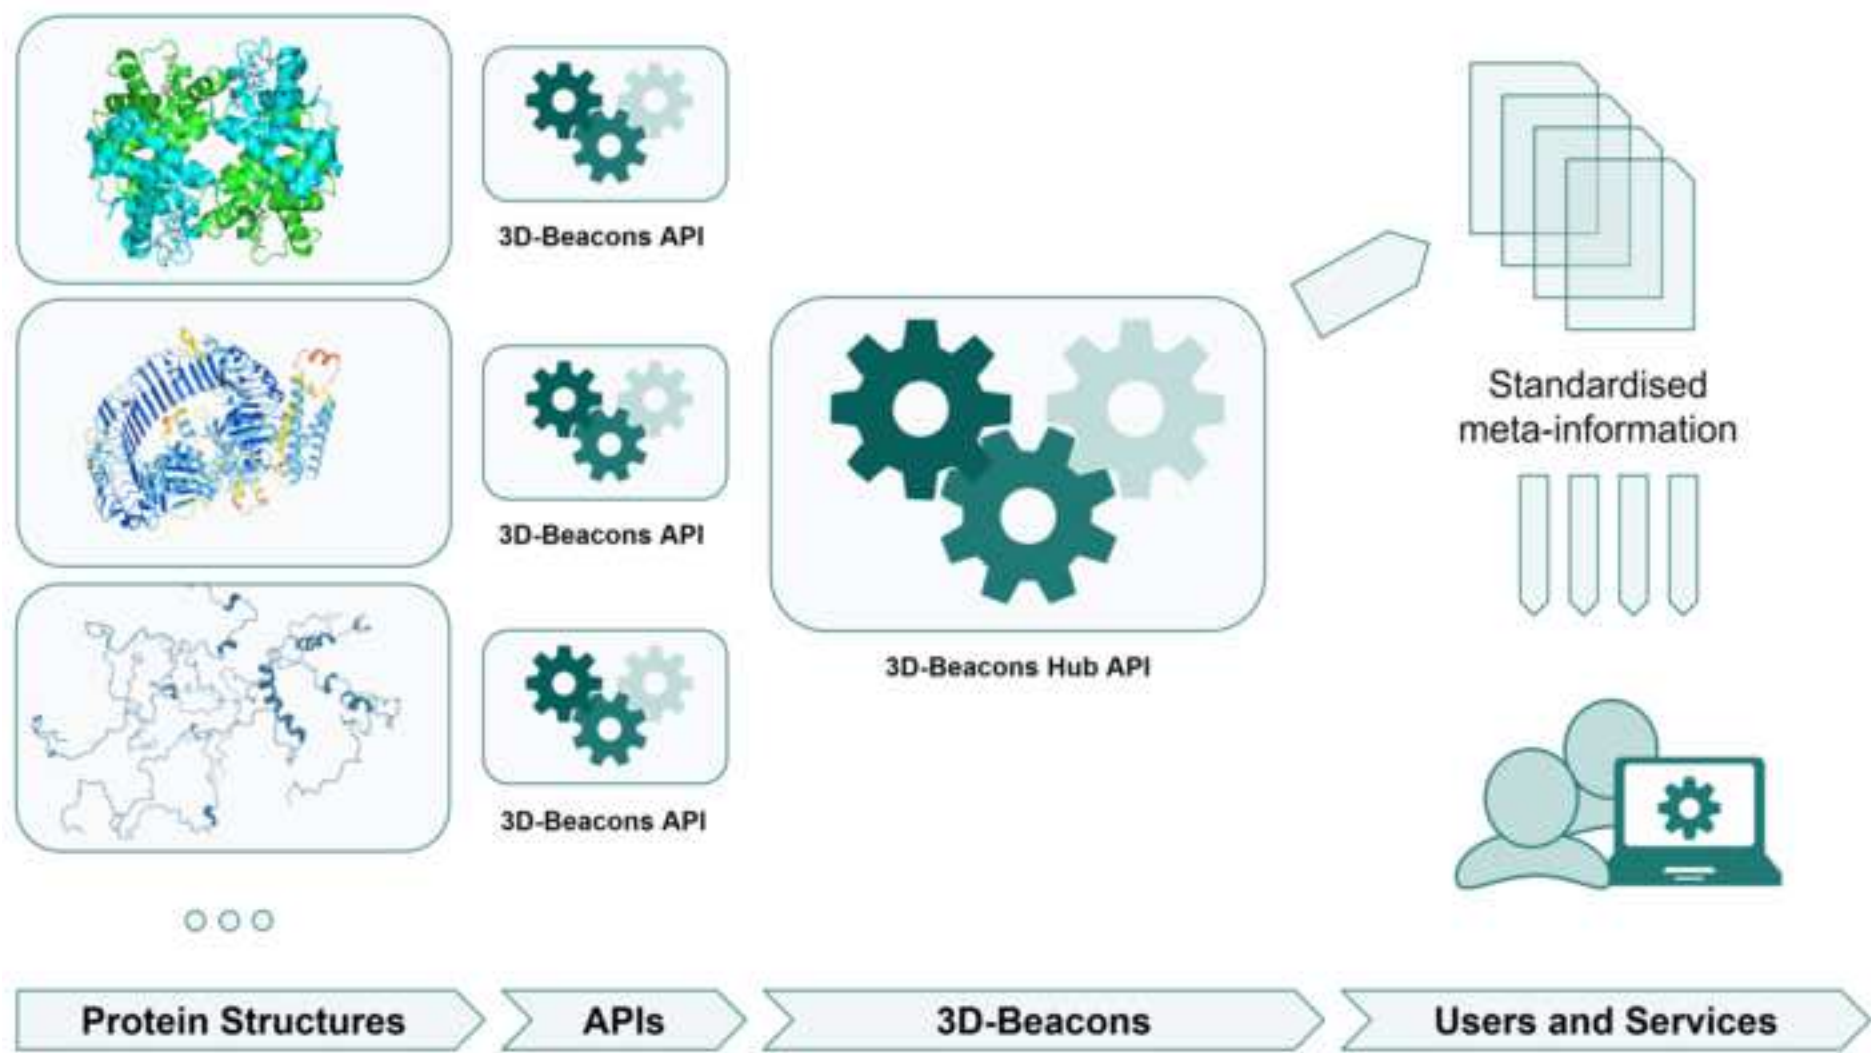 3D-Beacons API
3D-Beacons API
3D-Beacons API
3D-Beacons Hub API
Standardised
meta-information
Protein Structures
APIs
3D-Beacons
Users and Services